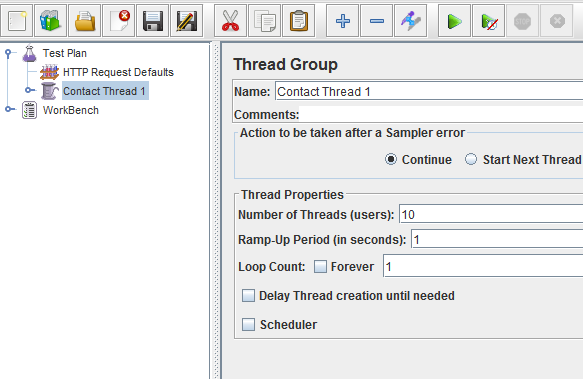 Test Plan
HTTP Request Defaults
Contact Thread 1
WorkBench
Thread Group
Name: Contact Thread 1
Comments:
Action to be taken after a Sampler error
Continue Start Next Thread
Thread Properties
Number of Threads (users): 10
Ramp-Up Period (in seconds): 1
Loop Count: Forever 1
Delay Thread creation until needed
Scheduler